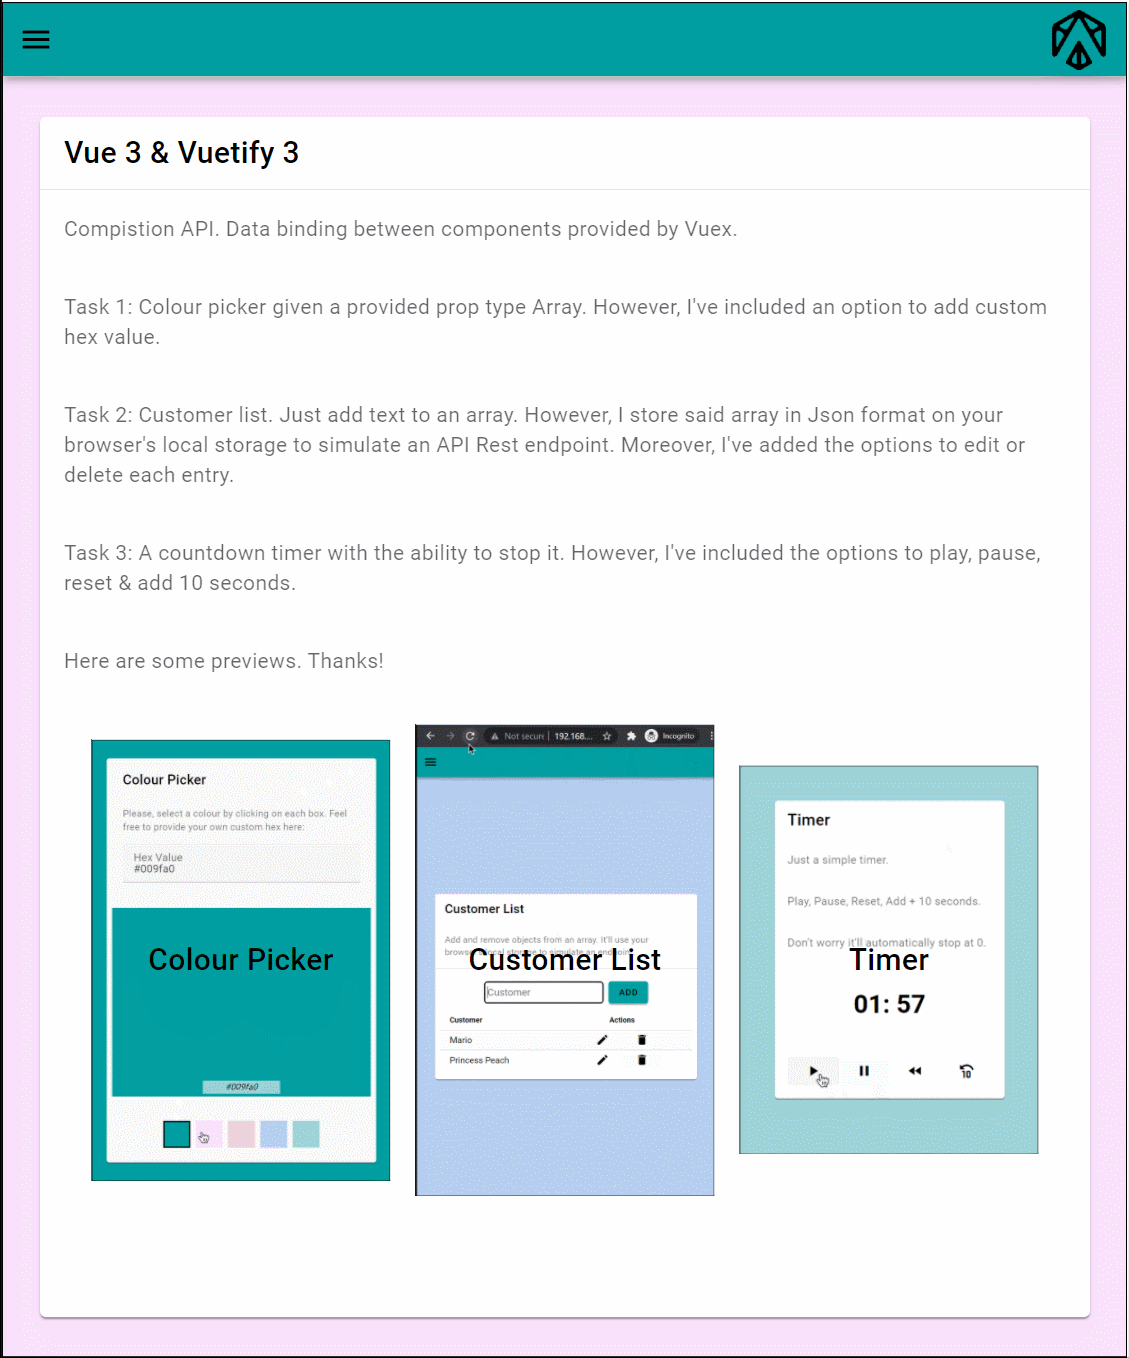 Vue 3 & Vuetify 3
Compistion API. Data binding between components provided by Vuex.
Task 1: Colour picker given a provided prop type Array. However, I've included an option to add custom
hex value.
Task 2: Customer list. Just add text to an array. However, I store said array in Json format on your
browser's local storage to simulate an API Rest endpoint. Moreover, I've added the options to edit or
delete each entry.
Task 3: A countdown timer with the ability to stop it. However, I've included the options to play, pause,
reset & add 10 seconds.
Here are some previews. Thanks!
Colour Picker
Please, select a colour by clicking on each box. Feel
free to provide your own custom hex here:
Hex Value
#009fa0
Colour Picker
#009fa0
Not secure 192.168.... Incognito
Customer List
Add and remove objects from an array. It'll use your
browser local storage to simulate an endpoint
Customer List
Customer ADD
Customer Actions
Mario
Princess Peach
Timer
Just a simple timer.
Play, Pause, Reset, Add + 10 seconds.
Don't worry it'll automatically stop at 0.
Timer
01: 57
10